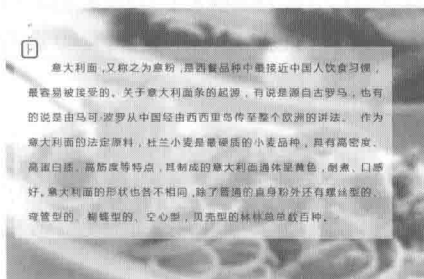 意大利面，又称之为意粉，是西餐品种中最接近中国人饮食习惯，
最容易被接受的。关于意大利面条的起源，有说是源自古罗马，也有
的说是由马可·波罗从中国经由西西里岛传至整个欧洲的讲法。 作为
意大利面的法定原料，杜兰小麦是最硬质的小麦品种，具有高密度、
高蛋白质、高筋度等特点，其制成的意大利面通体呈黄色，耐煮、口感
好。意大利面的形状也各不相同，除了普通的直身粉外还有螺丝型的、
弯管型的、蝴蝶型的、空心型，贝壳型的林林总总数百种。